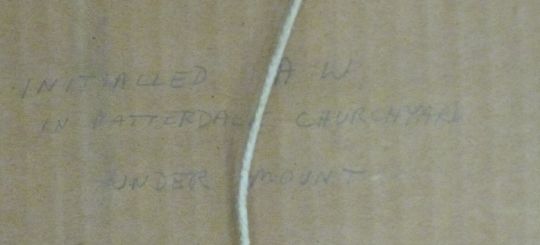 INITIALLED A W
IN PATTERDALE CHURCHYARD
UNDER MOUNT